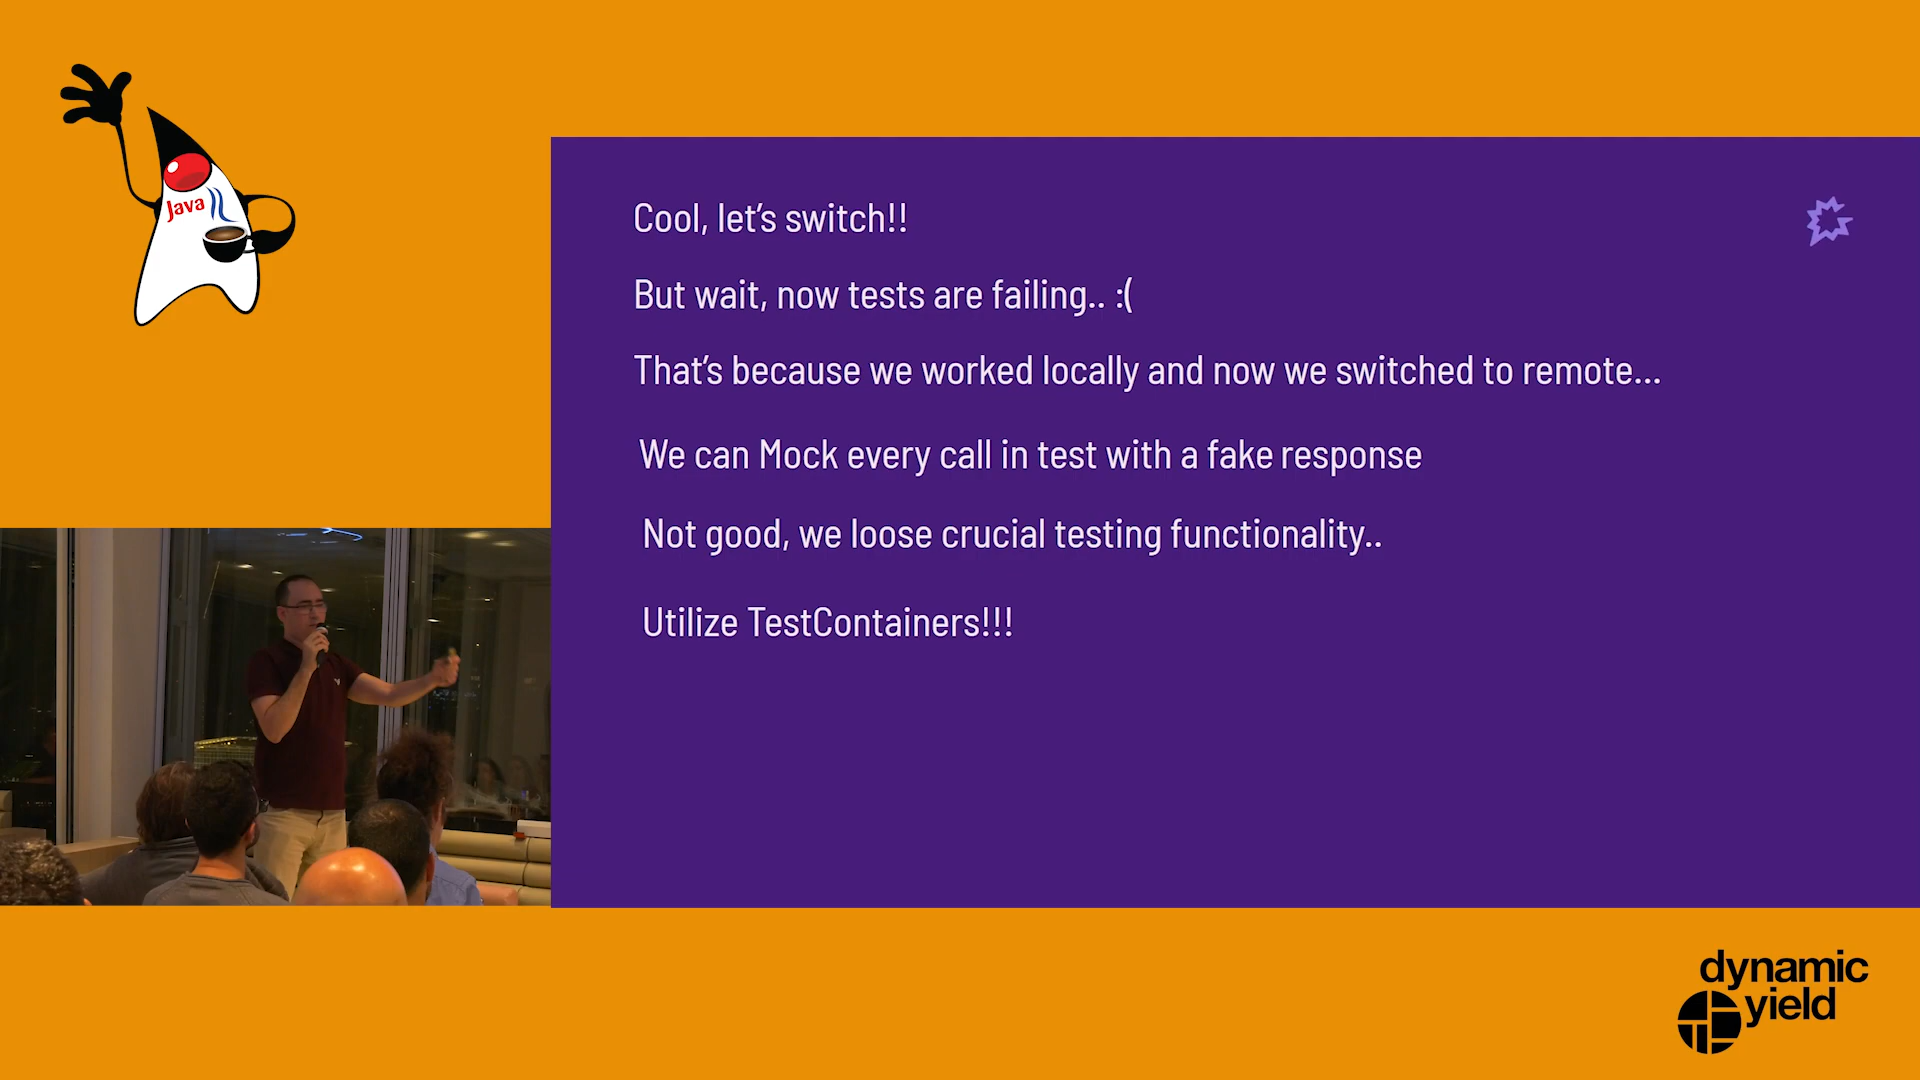 Java
Cool, let’s switch!!
But wait, now tests are failing.. :(
That’s because we worked locally and now we switched to remote...
We can Mock every call in test with a fake response
Not good, we loose crucial testing functionality..
Utilize TestContainers!!!
dynamic
yield